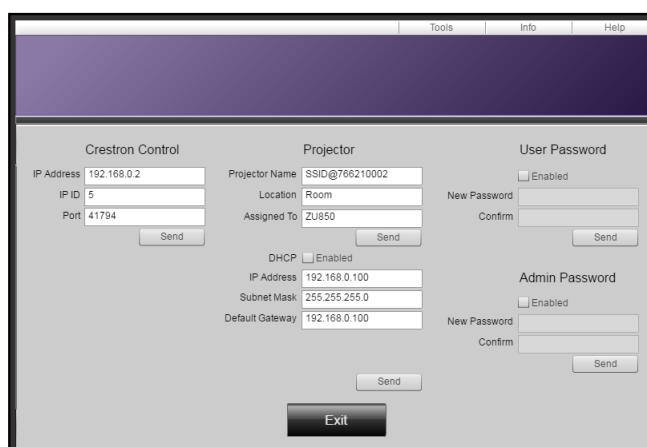 Tools Info Help
Crestron Control
IP Address 192.168.0.2
IP ID 5
Port 41794
Send
Projector
Projector Name SSID@766210002
Location Room
Assigned To ZU850
Send
DHCP Enabled
IP Address 192.168.0.100
Subnet Mask 255.255.255.0
Default Gateway 192.168.0.100
Send
User Password
Enabled
New Password
Confirm
Send
Admin Password
Enabled
New Password
Confirm
Send
Exit